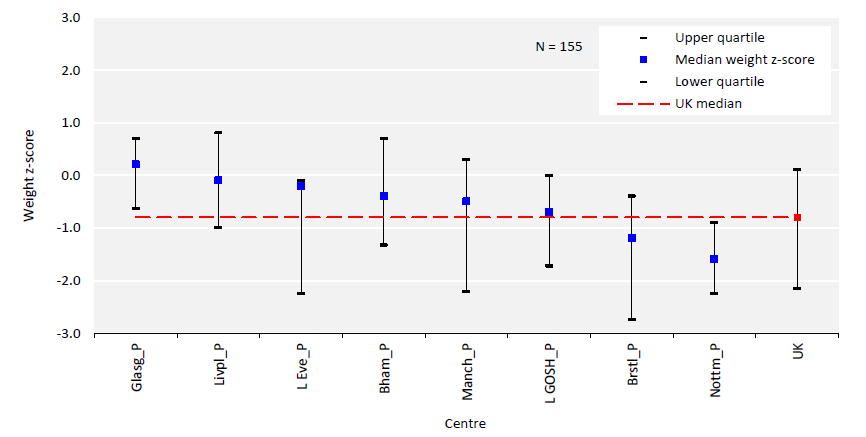 3.0
2.0
1.0
0.0
-1.0
-2.0
-3.0
Weight z-score
N = 155
Upper quartile
Median weight z-score
Lower quartile
UK median
Glasg_P
Livpl_P
L Eve_P
Bham_P
Manch_P
L GOSH_P
Brstl_P
Nottm_P
UK
Centre